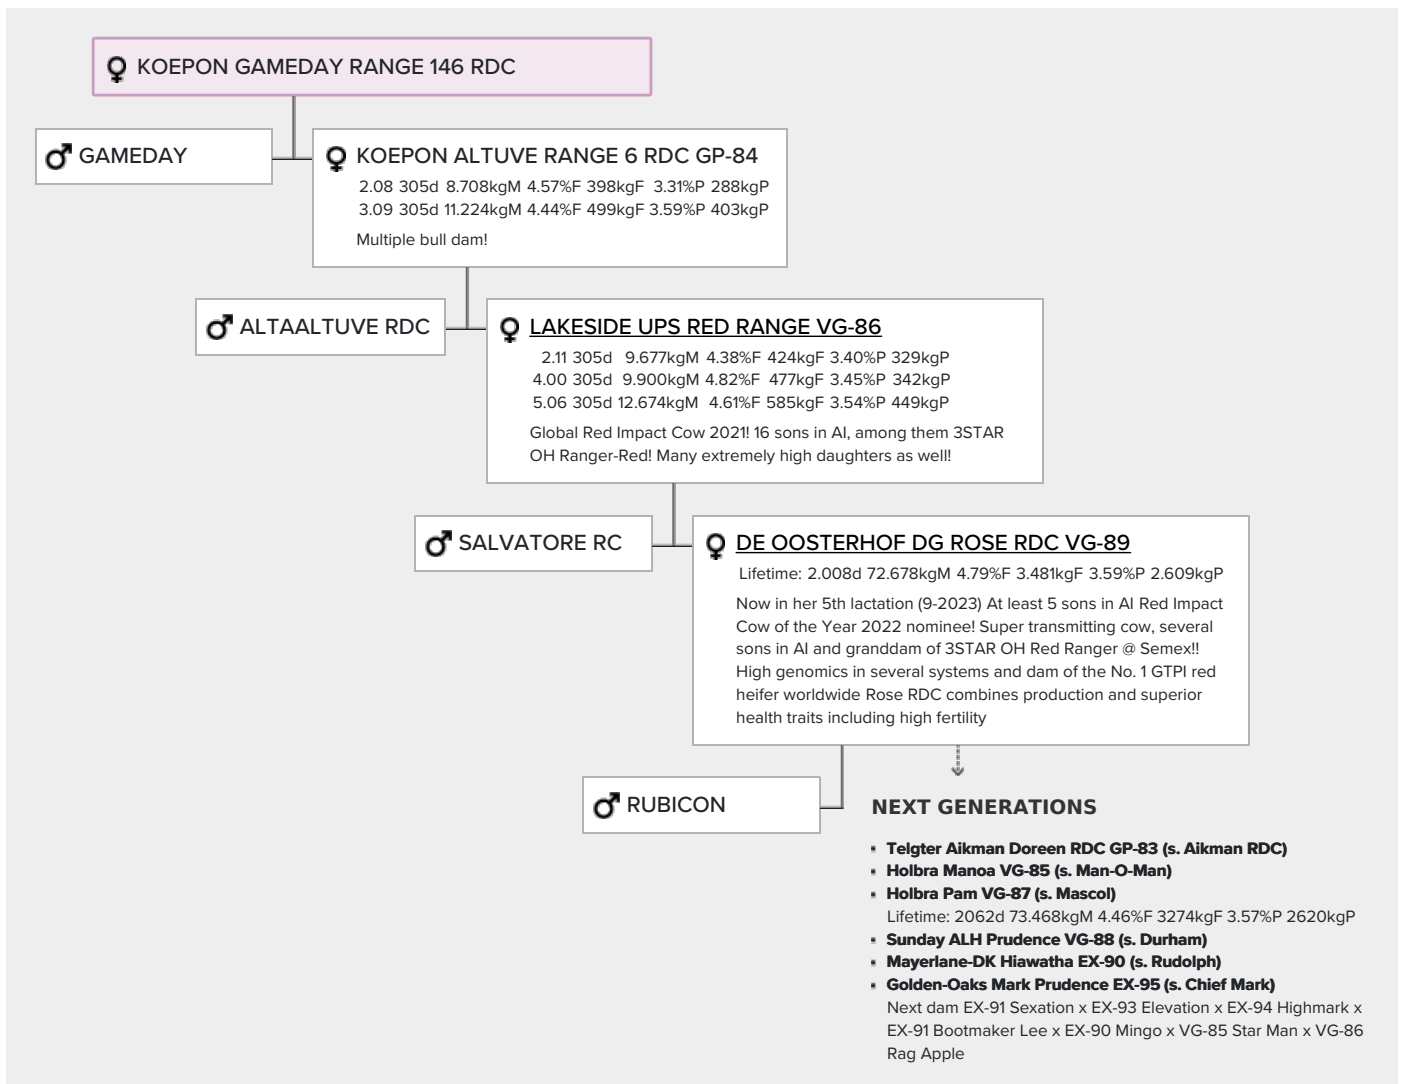 KOEPON GAMEDAY RANGE 146 RDC
GAMEDAY
KOEPON ALTUVE RANGE 6 RDC GP-84
2.08 305d 8.708kgM 4.57%F 398kgF 3.31%P 288kgP
3.09 305d 11.224kgM 4.44%F 499kgF 3.59%P 403kgP
Multiple bull dam!
ALTAALTUVE RDC
LAKESIDE UPS RED RANGE VG-86
2.11 305d 9.677kgM 4.38%F 424kgF 3.40%P 329kgP
4.00 305d 9.900kgM 4.82%F 477kgF 3.45%P 342kgP
5.06 305d 12.674kgM 4.61%F 585kgF 3.54%P 449kgP
Global Red Impact Cow 2021! 16 sons in AI, among them 3STAR
OH Ranger-Red! Many extremely high daughters as well!
SALVATORE RC
DE OOSTERHOF DG ROSE RDC VG-89
Lifetime: 2.008d 72.678kgM 4.79%F 3.481kgF 3.59%P 2.609kgP
Now in her 5th lactation (9-2023) At least 5 sons in AI Red Impact
Cow of the Year 2022 nominee! Super transmitting cow, several
sons in AI and granddam of 3STAR OH Red Ranger @ Semex!!
High genomics in several systems and dam of the No. 1 GTPI red
heifer worldwide Rose RDC combines production and superior
health traits including high fertility
RUBICON
NEXT GENERATIONS
Telgter Aikman Doreen RDC GP-83 (s. Aikman RDC)
Holbra Manoa VG-85 (s. Man-O-Man)
Holbra Pam VG-87 (s. Mascol)
Lifetime: 2062d 73.468kgM 4.46%F 3274kgF 3.57%P 2620kgP
Sunday ALH Prudence VG-88 (s. Durham)
Mayerlane-DK Hiawatha EX-90 (s. Rudolph)
Golden-Oaks Mark Prudence EX-95 (s. Chief Mark)
Next dam EX-91 Sexation x EX-93 Elevation x EX-94 Highmark x
EX-91 Bootmaker Lee x EX-90 Mingo x VG-85 Star Man x VG-86
Rag Apple